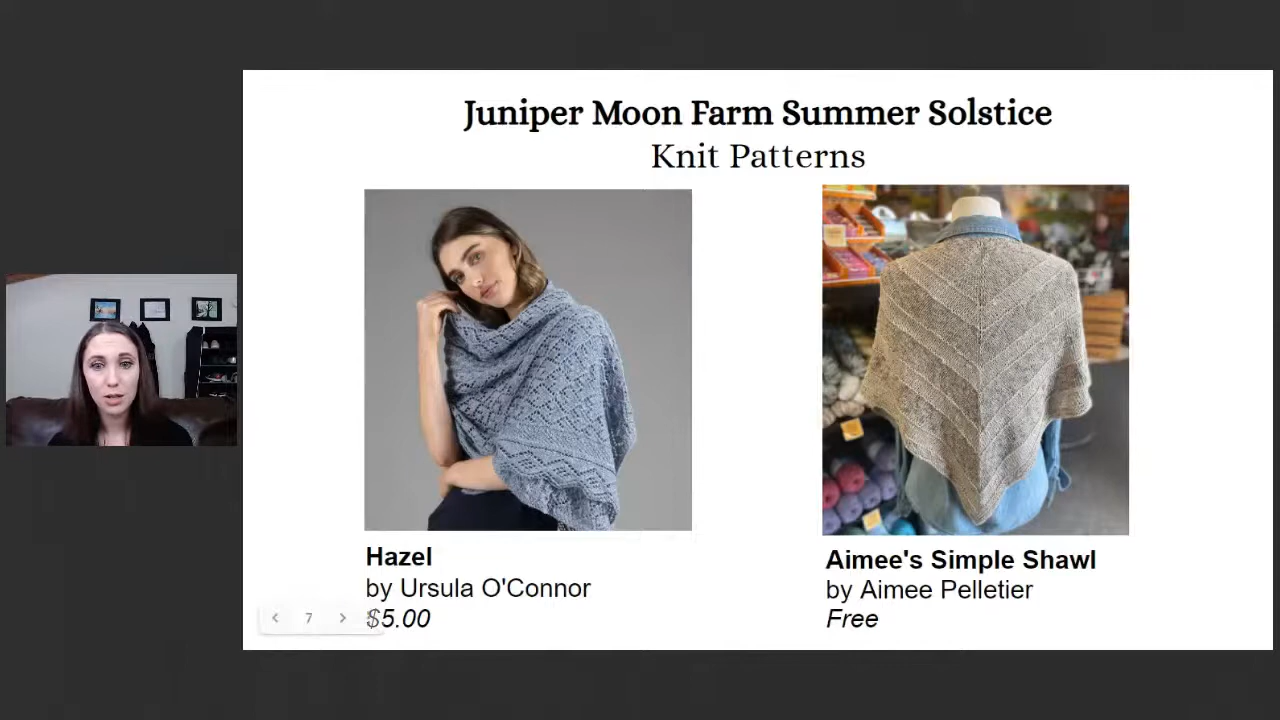 Juniper Moon Farm Summer Solstice
Knit Patterns
Hazel
by Ursula O'Connor
$5.00
Aimee's Simple Shawl
by Aimee Pelletier
Free
7